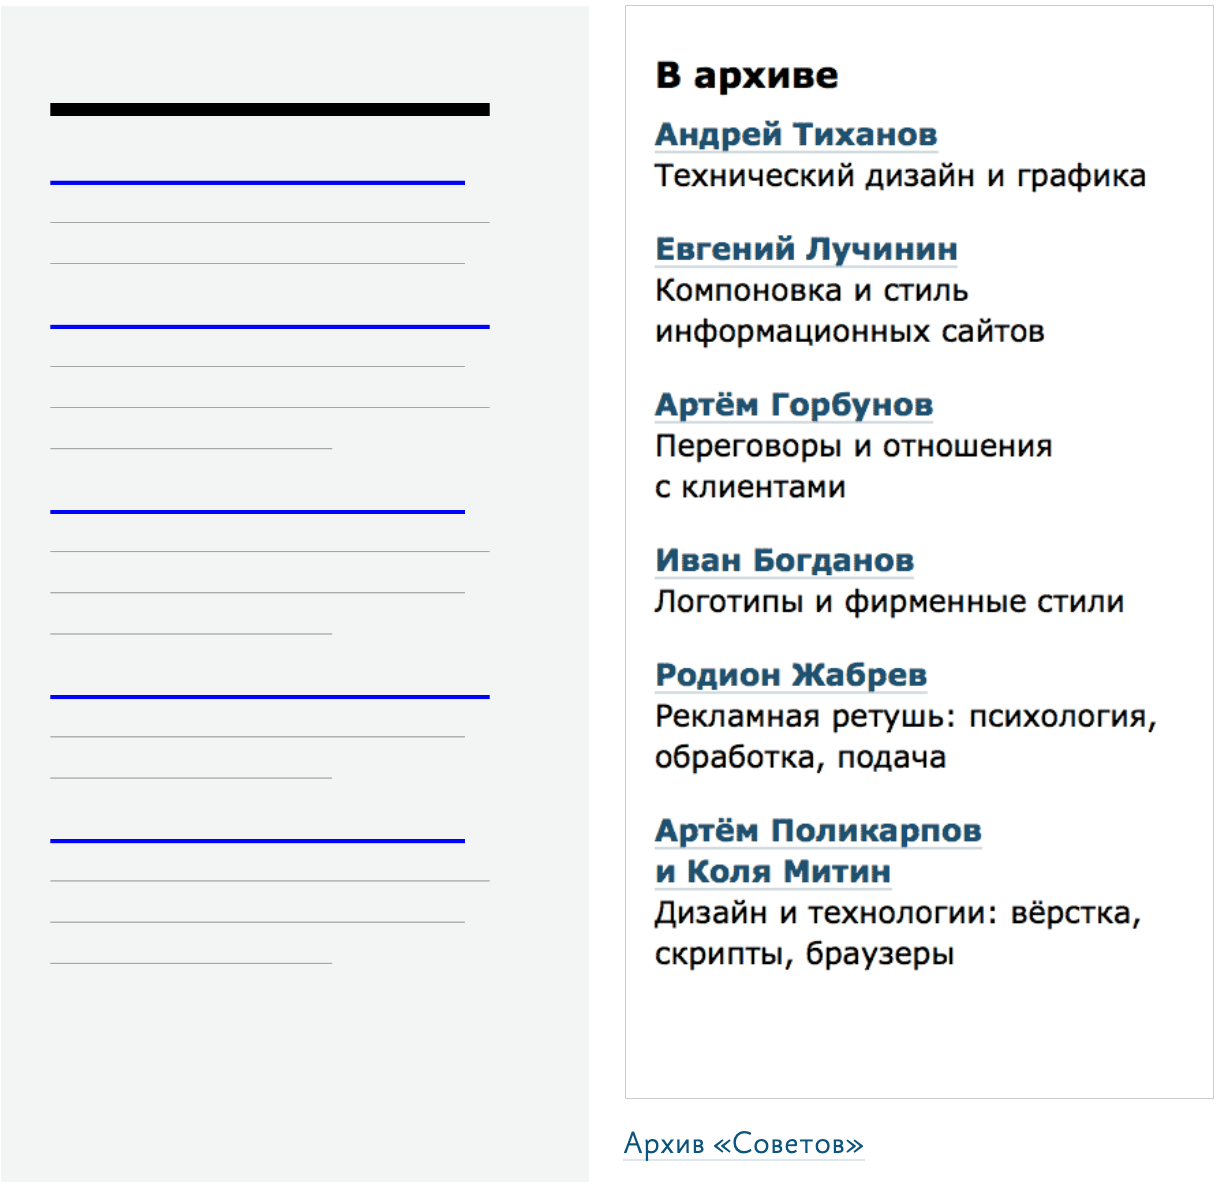 В архиве
Андрей Тиханов
Технический дизайн и графика
Евгений Лучинин
Компоновка и стиль
информационных сайтов
Артём Горбунов
Переговоры и отношения
с клиентами
Иван Богданов
Логотипы и фирменные стили
Родион Жабрев
Рекламная ретушь: психология,
обработка, подача
Артём Поликарпов
и Коля Митин
Дизайн и технологии: вёрстка,
скрипты, браузеры
Архив «Советов»